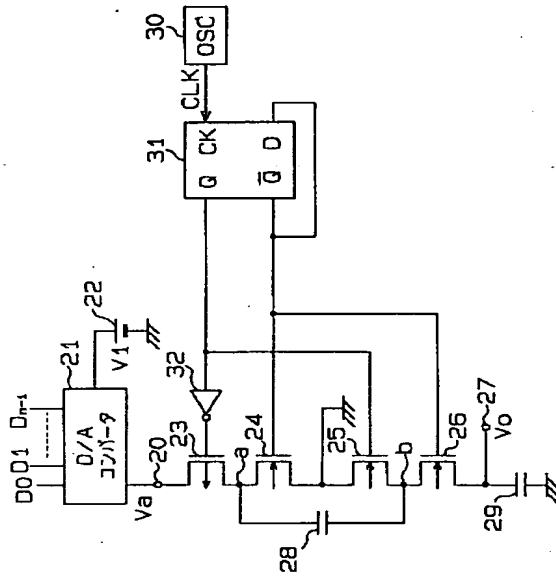 D0 D1 Dn-1
D/A
コンバータ
21
22
V1
Va
20
23
32
a
24
25
b
26
27
Vo
28
29
30
OSC
CLK
31
Q CK
Q̅ D